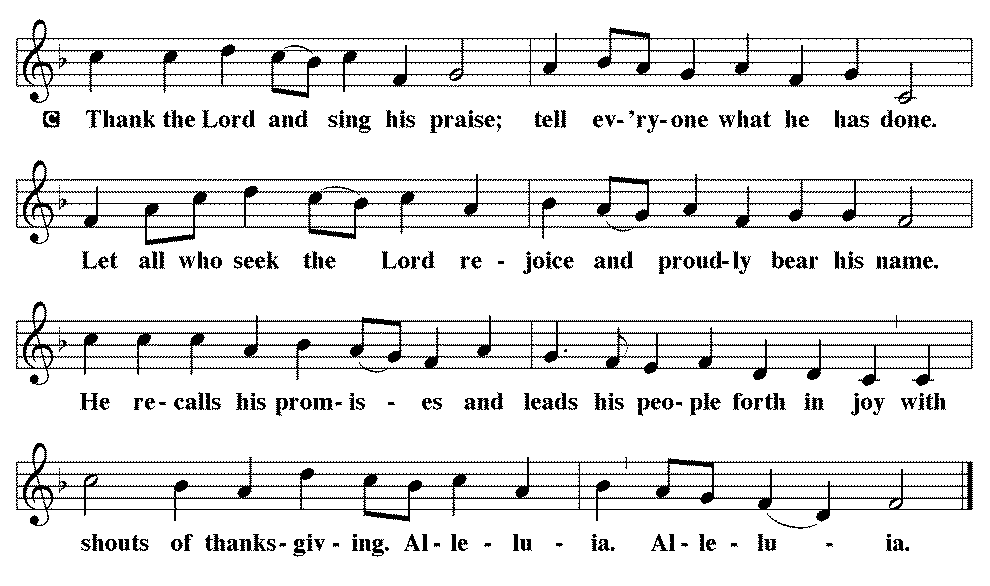 C Thank the Lord and sing his praise; tell ev-'ry-one what he has done.
Let all who seek the Lord re - joice and proud-ly bear his name.
He re-calls his prom-is - es and leads his peo-ple forth in joy with
shouts of thanks-giv-ing. Al-le - lu - ia. Al-le - lu - ia.